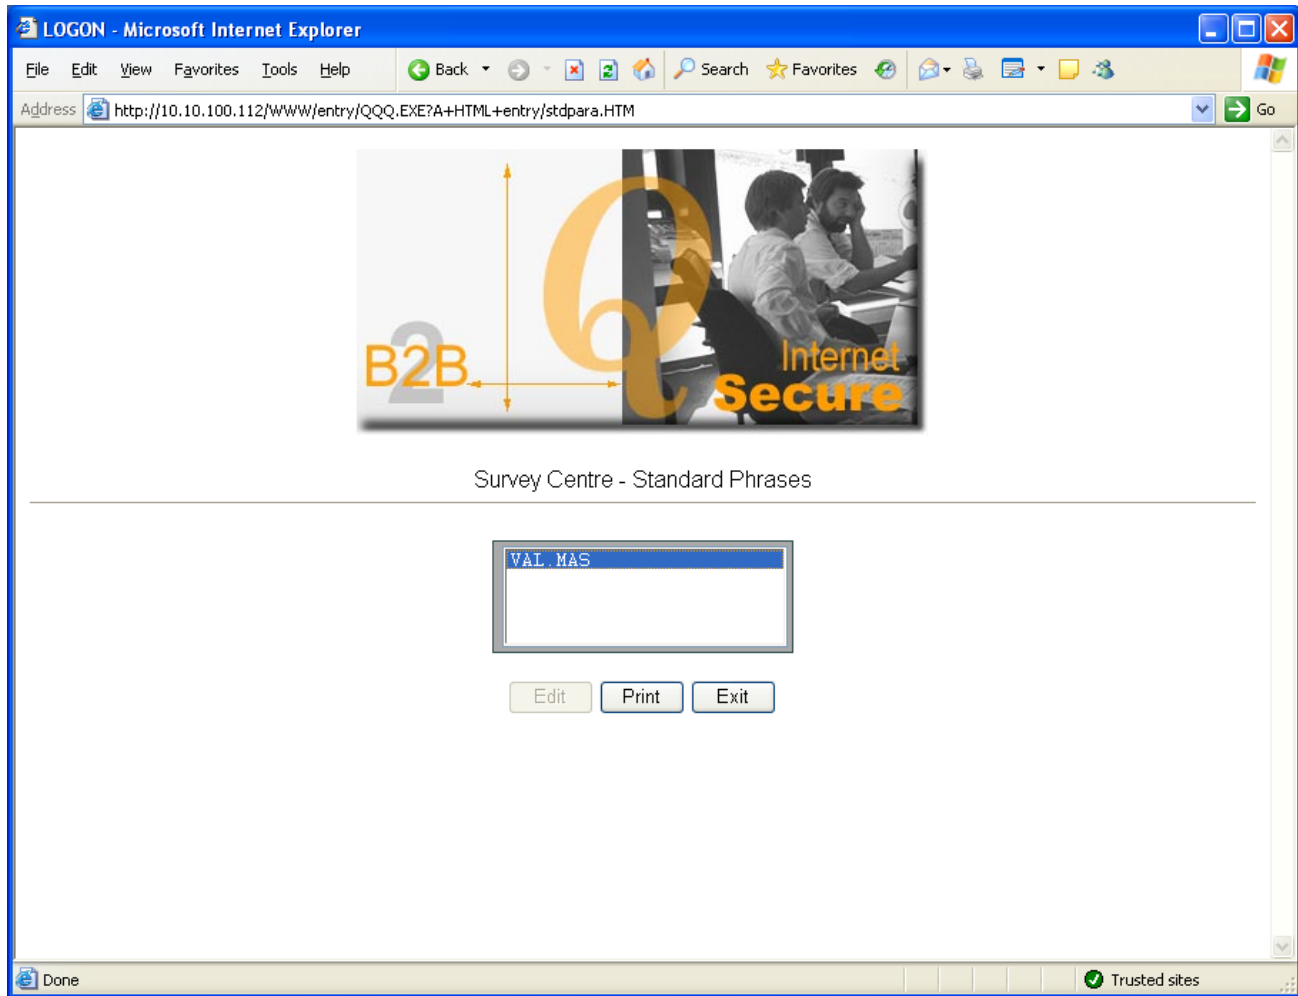 LOGON - Microsoft Internet Explorer
File Edit View Favorites Tools Help Back Search Favorites
Address http://10.10.100.112/WWW/entry/QQQ.EXE?A+HTML+entry/stdpara.HTM Go
Q
2
B2B
Internet
Secure
Survey Centre - Standard Phrases
VAL.MAS
Edit Print Exit
Done Trusted sites